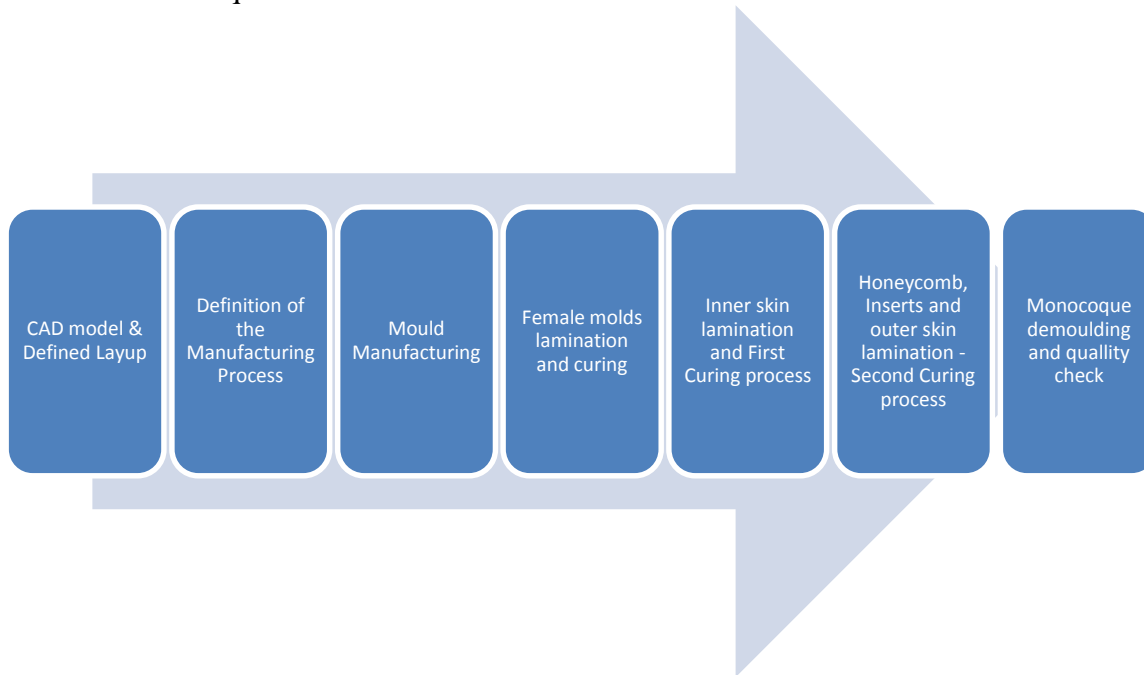 CAD model &
Defined Layup
Definition of
the
Manufacturing
Process
Mould
Manufacturing
Female molds
lamination
and curing
Inner skin
lamination
and First
Curing process
Honeycomb,
Inserts and
outer skin
lamination -
Second Curing
process
Monocoque
demoulding
and quallity
check